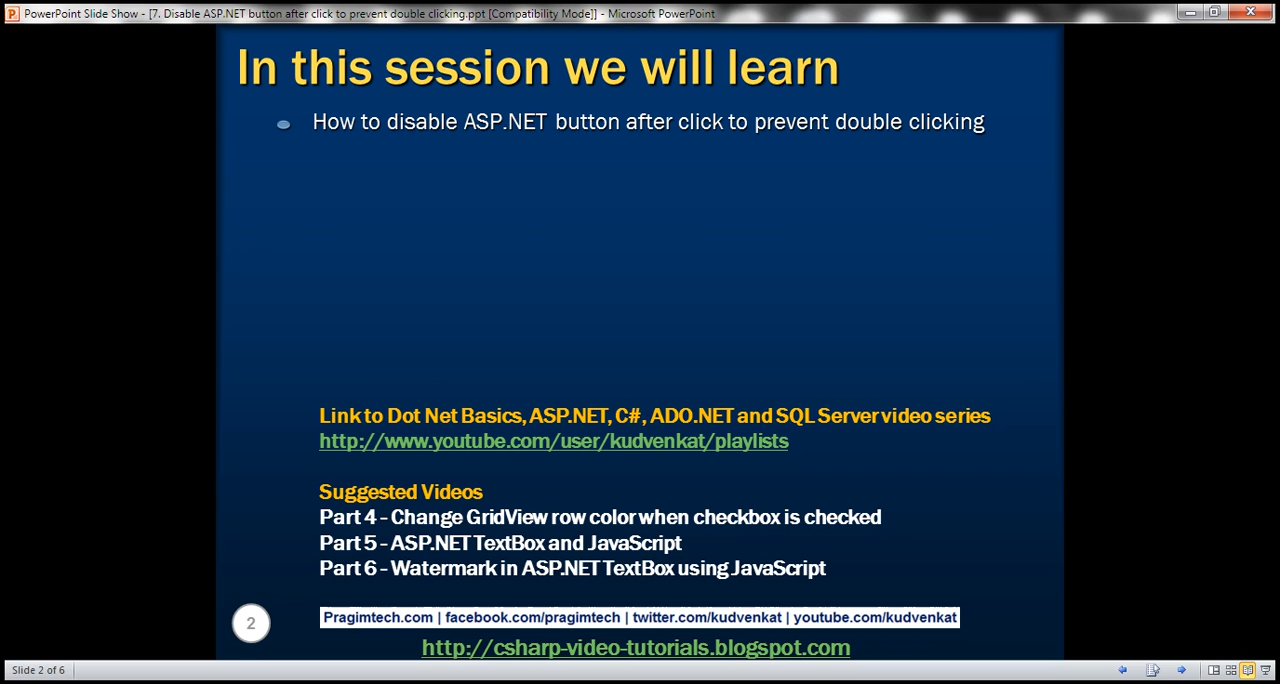 PowerPoint Slide Show - [7. Disable ASP.NET button after click to prevent double clicking.ppt [Compatibility Mode]] - Microsoft PowerPoint
In this session we will learn
How to disable ASP.NET button after click to prevent double clicking
Link to Dot Net Basics, ASP.NET, C#, ADO.NET and SQL Server video series
http://www.youtube.com/user/kudvenkat/playlists
Suggested Videos
Part 4 - Change GridView row color when checkbox is checked
Part 5 - ASP.NET TextBox and JavaScript
Part 6 - Watermark in ASP.NET TextBox using JavaScript
2
Pragimtech.com | facebook.com/pragimtech | twitter.com/kudvenkat | youtube.com/kudvenkat
http://csharp-video-tutorials.blogspot.com
Slide 2 of 6